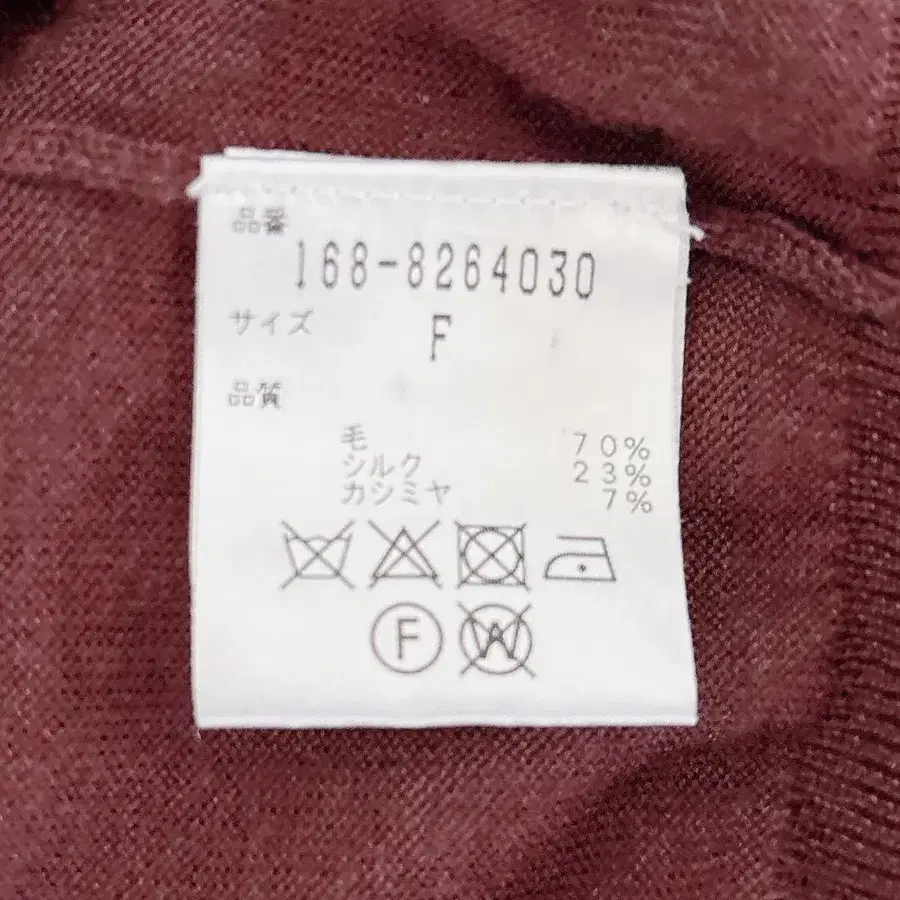 品番
168-8264030
サイズ
F
品質
毛 70%
シルク 23%
カシミヤ 7%
F W